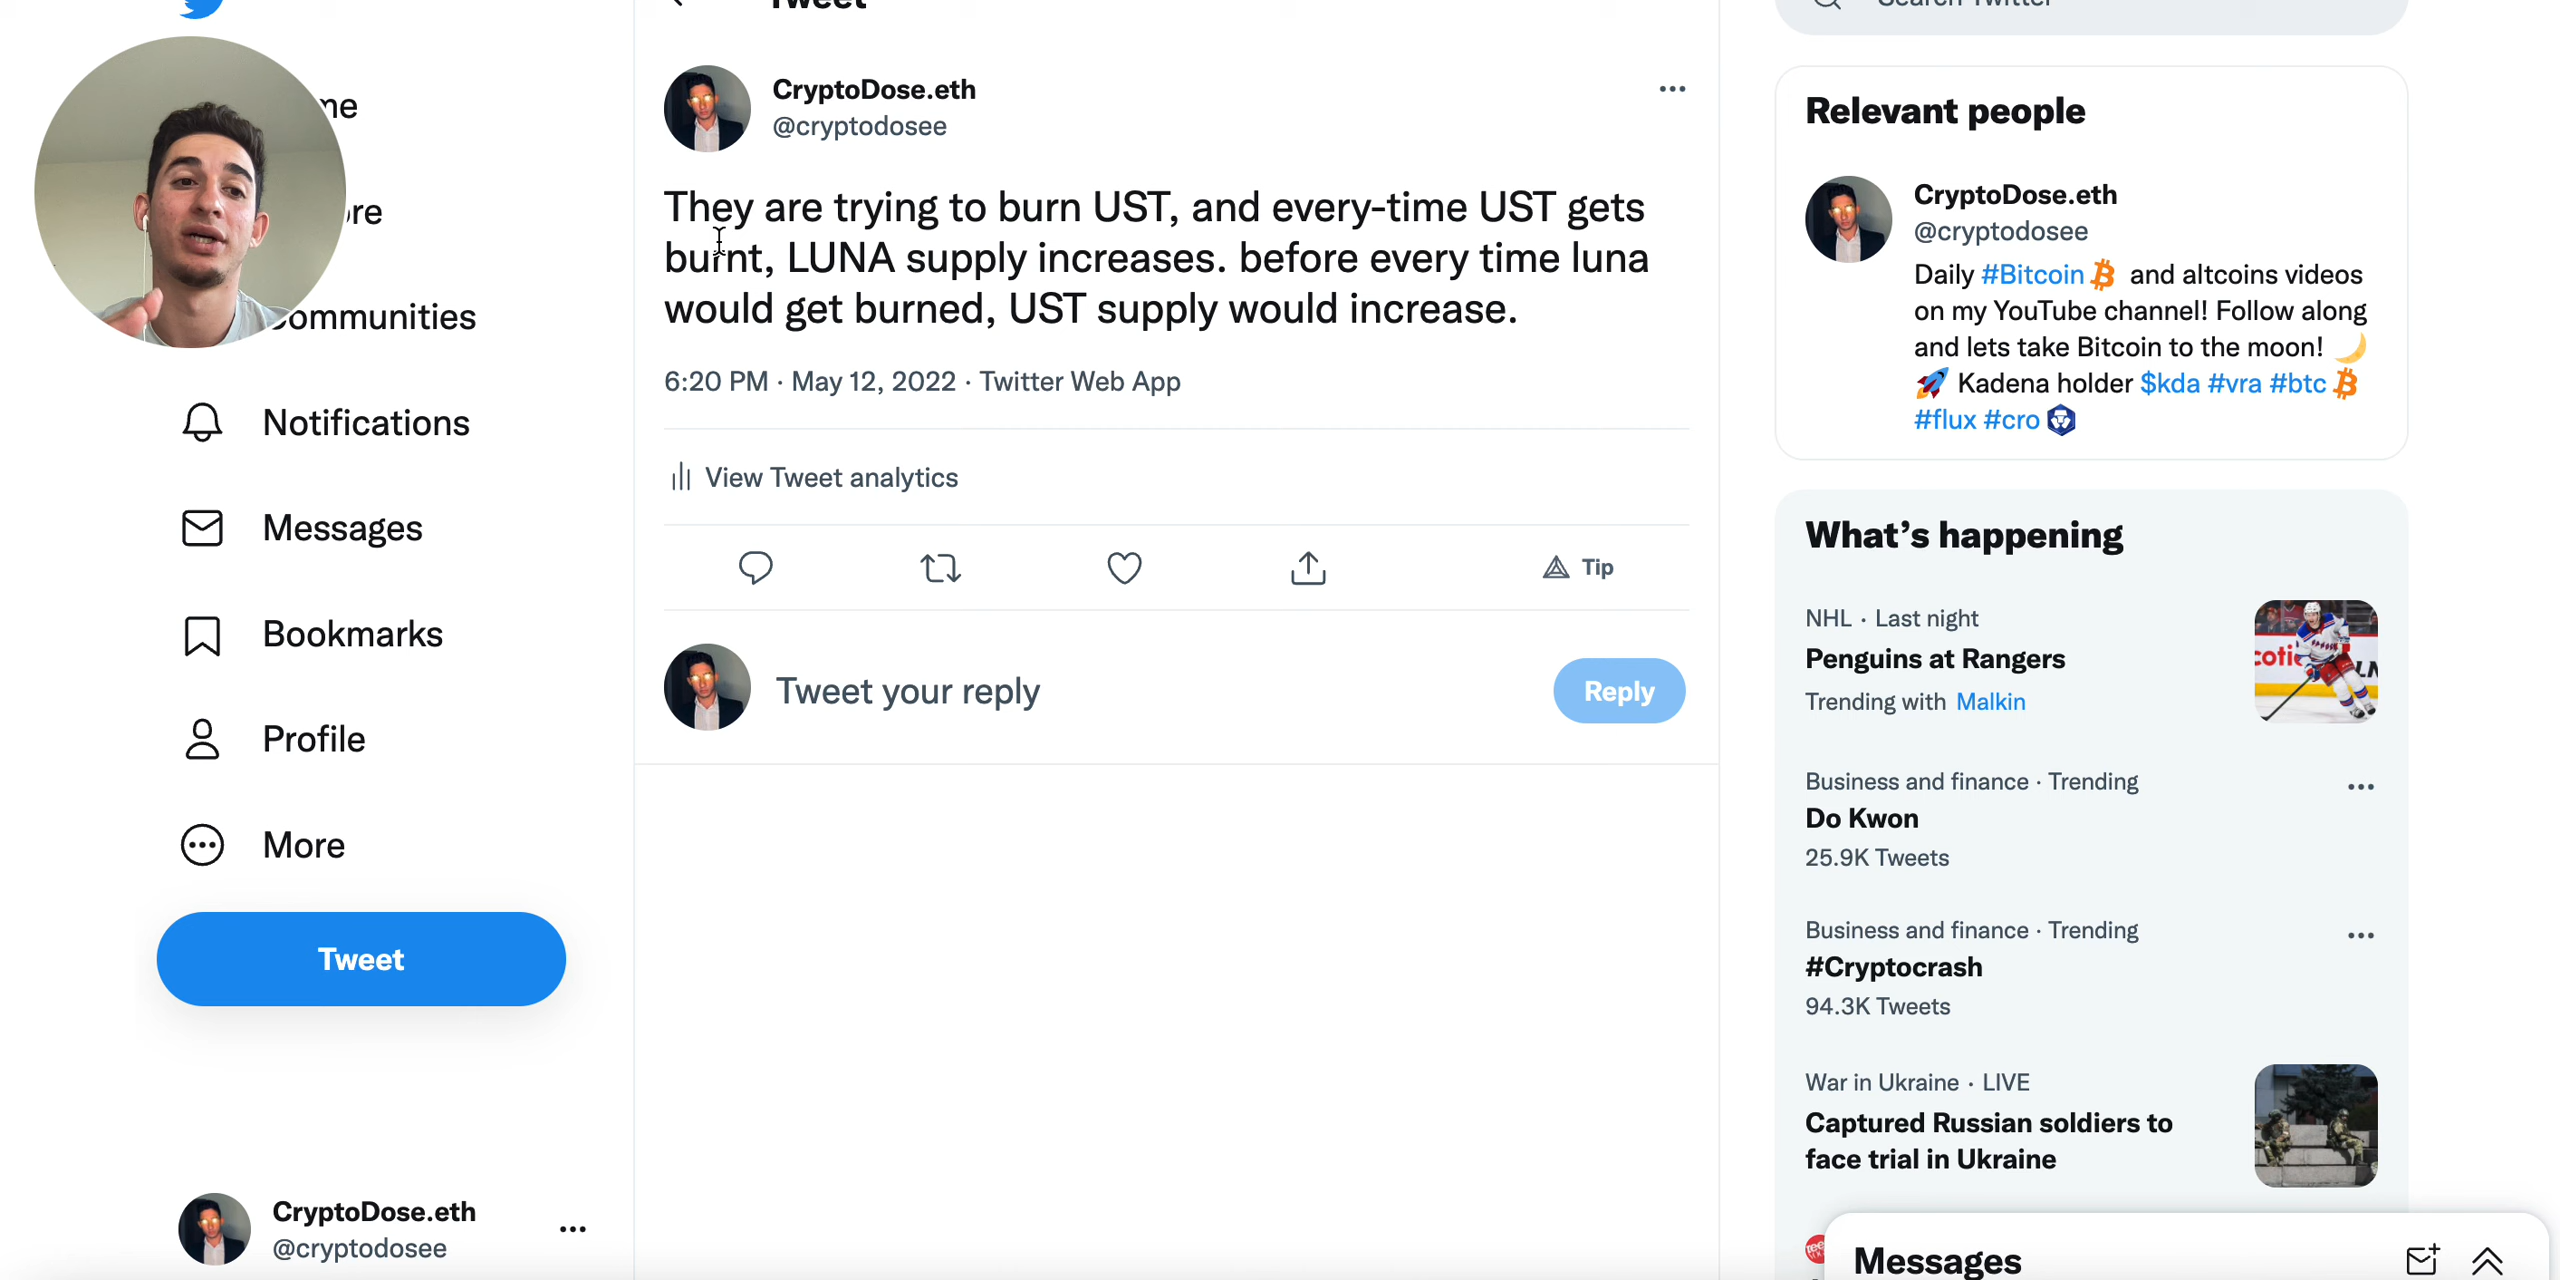 Tweet
Search Twitter
me
ore
Communities
Notifications
Messages
Bookmarks
Profile
More
Tweet
CryptoDose.eth
@cryptodosee
CryptoDose.eth
@cryptodosee
They are trying to burn UST, and every-time UST gets
burnt, LUNA supply increases. before every time luna
would get burned, UST supply would increase.
6:20 PM · May 12, 2022 · Twitter Web App
View Tweet analytics
Tip
Tweet your reply
Reply
Relevant people
CryptoDose.eth
@cryptodosee
Daily #Bitcoin and altcoins videos
on my YouTube channel! Follow along
and lets take Bitcoin to the moon! 🌙
🚀 Kadena holder $kda #vra #btc
#flux #cro
What's happening
NHL · Last night
Penguins at Rangers
Trending with Malkin
Business and finance · Trending
Do Kwon
25.9K Tweets
Business and finance · Trending
#Cryptocrash
94.3K Tweets
War in Ukraine · LIVE
Captured Russian soldiers to
face trial in Ukraine
Messages